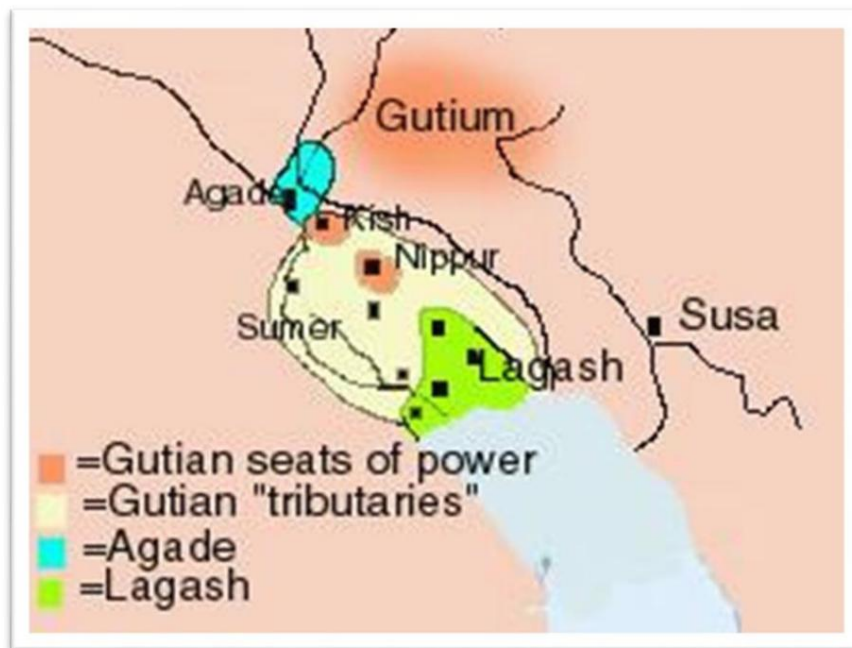 Gutium
Agade
Kish
Nippur
Sumer
Susa
Lagash
=Gutian seats of power
=Gutian "tributaries"
=Agade
=Lagash